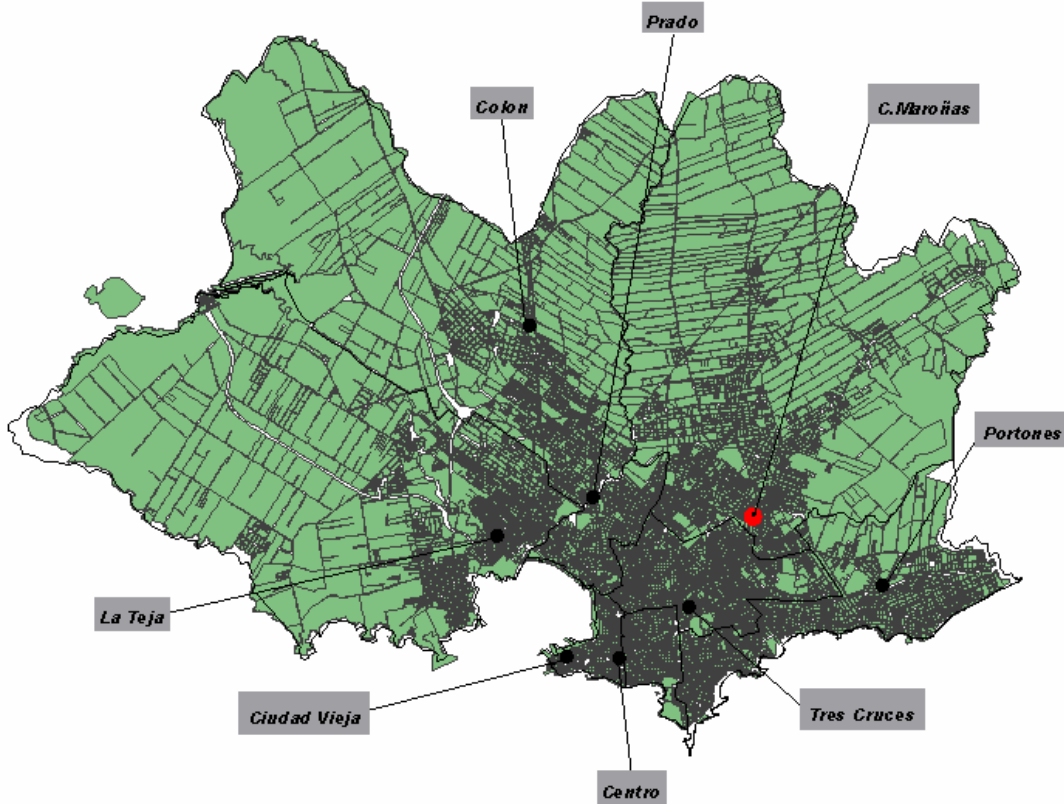 Prado
Colon
C.Maroñas
Portones
La Teja
Ciudad Vieja
Tres Cruces
Centro